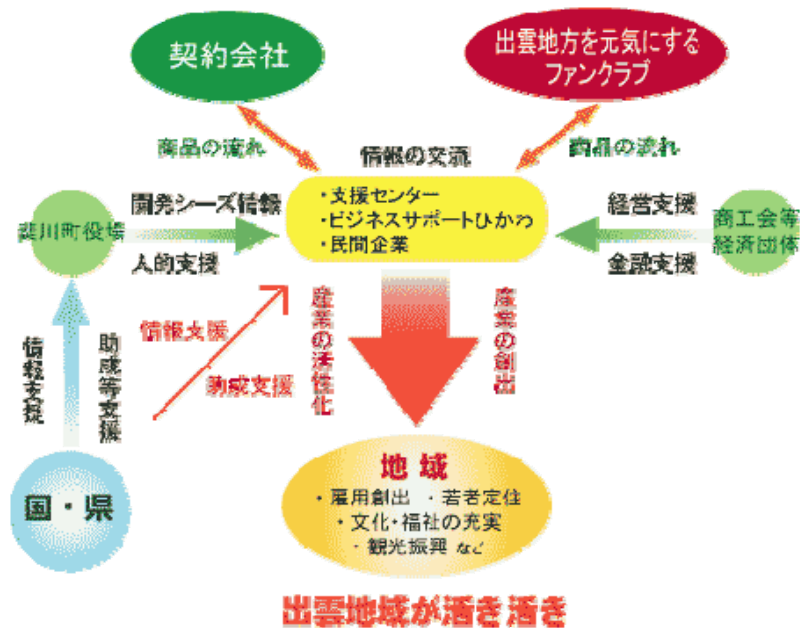 契約会社
出雲地方を元気にする
ファンクラブ
商品の流れ
情報の交流
商品の流れ
・支援センター
・ビジネスサポートひかわ
・民間企業
開発シーズ情報
斐川町役場
人的支援
経営支援
商工会等
経済団体
金融支援
情報支援
助成支援
産業の活性化
産業の創出
情報支援
助成等支援
国・県
地域
・雇用創出 ・若者定住
・文化・福祉の充実
・観光振興 など
出雲地域が活き活き